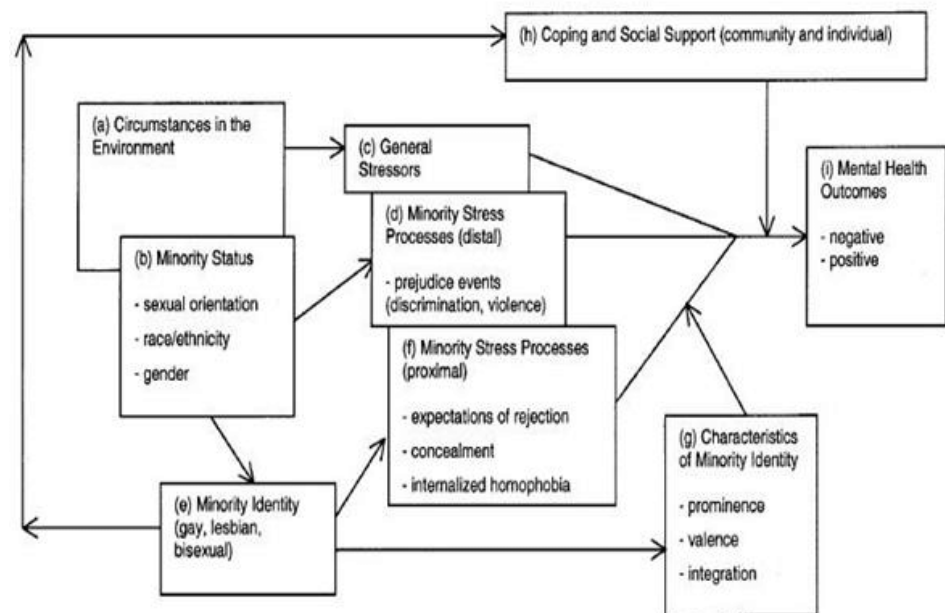 (h) Coping and Social Support (community and individual)
(a) Circumstances in the
Environment
(c) General
Stressors
(i) Mental Health
Outcomes
- negative
- positive
(d) Minority Stress
Processes (distal)
- prejudice events
(discrimination, violence)
(b) Minority Status
- sexual orientation
- race/ethnicity
- gender
(f) Minority Stress Processes
(proximal)
- expectations of rejection
- concealment
- internalized homophobia
(g) Characteristics
of Minority Identity
- prominence
- valence
- integration
(e) Minority Identity
(gay, lesbian,
bisexual)